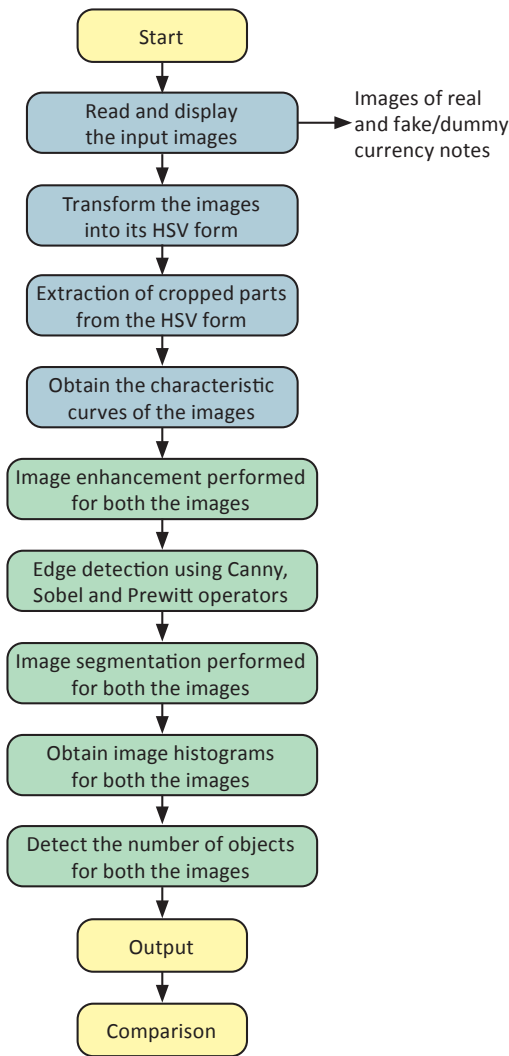 Start
Read and display
the input images
Images of real
and fake/dummy
currency notes
Transform the images
into its HSV form
Extraction of cropped parts
from the HSV form
Obtain the characteristic
curves of the images
Image enhancement performed
for both the images
Edge detection using Canny,
Sobel and Prewitt operators
Image segmentation performed
for both the images
Obtain image histograms
for both the images
Detect the number of objects
for both the images
Output
Comparison